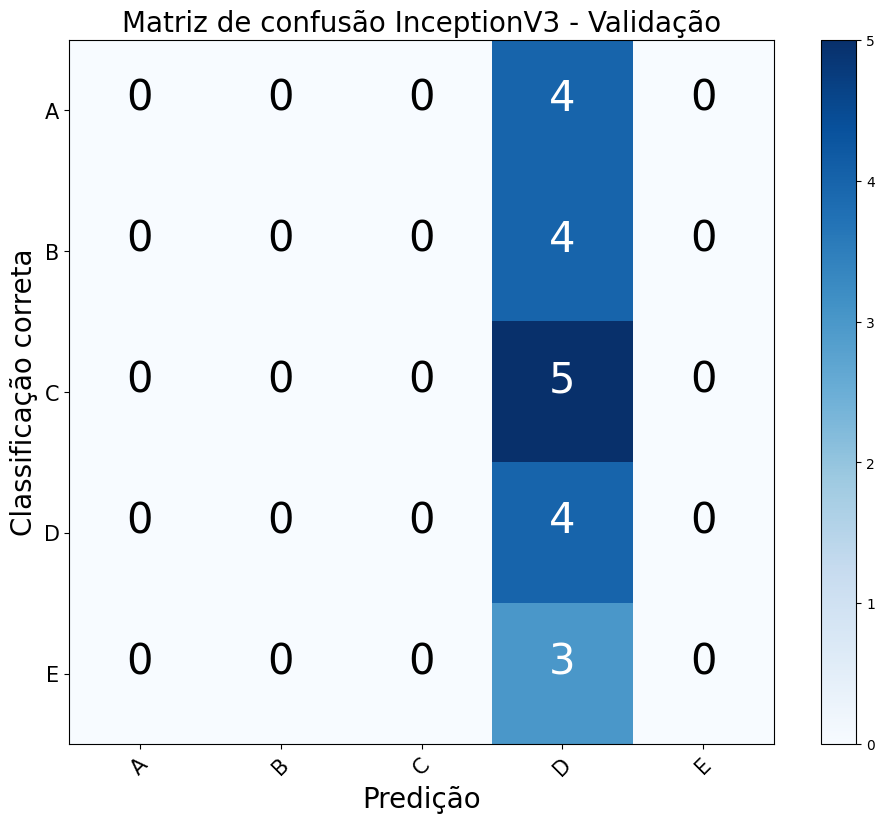 Matriz de confusão InceptionV3 - Validação
A 0 0 0 4 0
B 0 0 0 4 0
C 0 0 0 5 0
D 0 0 0 4 0
E 0 0 0 3 0
A B C D E
Predição
Classificação correta
5
4
3
2
1
0